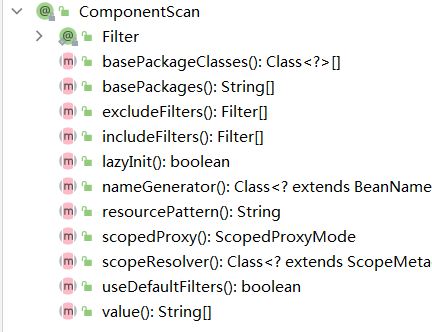 ComponentScan
Filter
basePackageClasses(): Class<?>[]
basePackages(): String[]
excludeFilters(): Filter[]
includeFilters(): Filter[]
lazyInit(): boolean
nameGenerator(): Class<? extends BeanName
resourcePattern(): String
scopedProxy(): ScopedProxyMode
scopeResolver(): Class<? extends ScopeMeta
useDefaultFilters(): boolean
value(): String[]